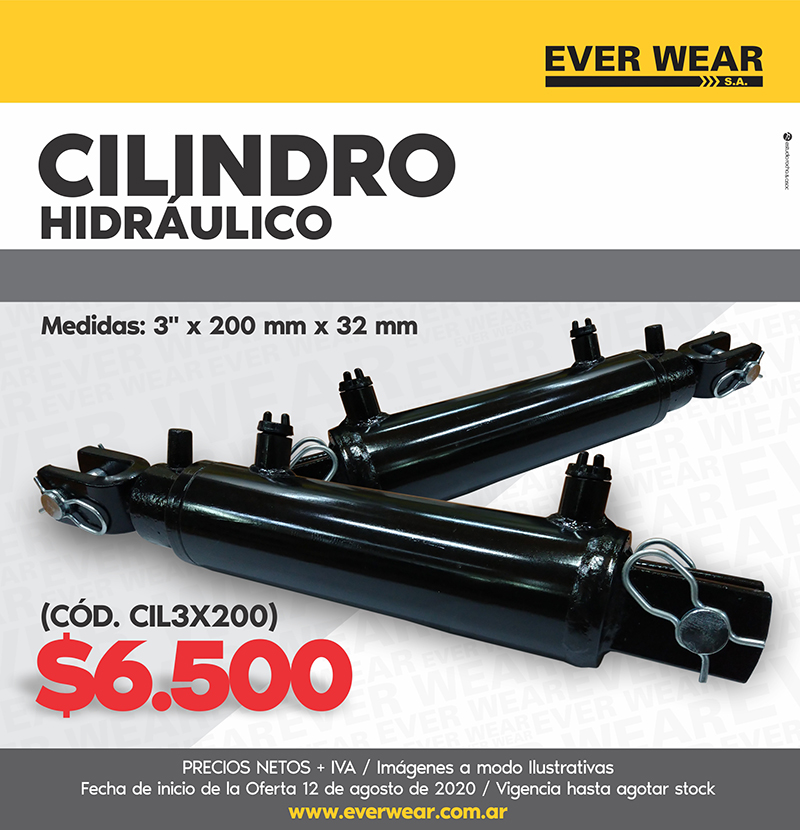 EVER WEAR
S.A.
CILINDRO
HIDRÁULICO
Medidas: 3" x 200 mm x 32 mm
(CÓD. CIL3X200)
$6.500
PRECIOS NETOS + IVA / Imágenes a modo Ilustrativas
Fecha de inicio de la Oferta 12 de agosto de 2020 / Vigencia hasta agotar stock
www.everwear.com.ar